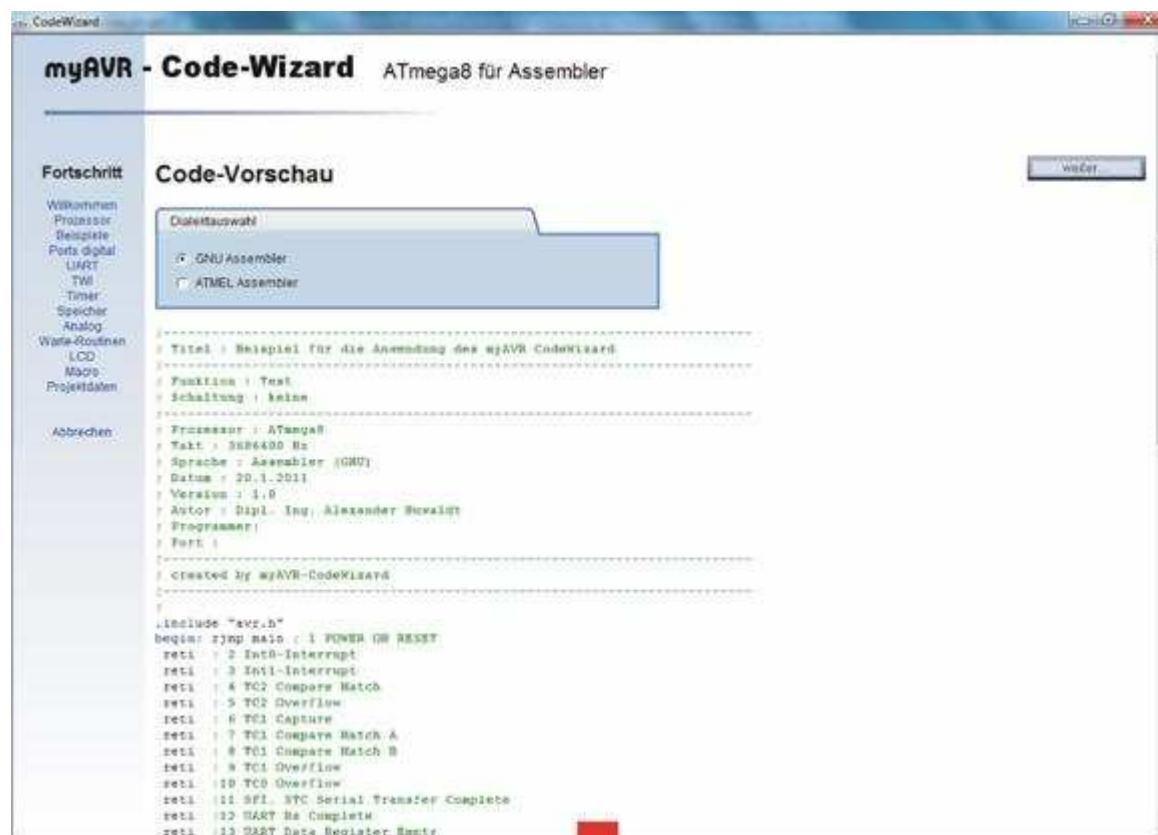 CodeWizard
myAVR - Code-Wizard ATmega8 für Assembler
Fortschritt
Willkommen
Prozessor
Beispiele
Ports digital
UART
TWI
Timer
Speicher
Analog
Warte-Routinen
LCD
Macro
Projektdaten
Abbrechen
Code-Vorschau
weiter
Dialektauswahl
GNU Assembler
ATMEL Assembler
;-----------------------------------------------------------------
; Titel : Beispiel für die Anwendung des myAVR CodeWizard
;-----------------------------------------------------------------
; Funktion : Test
; Schaltung : keine
;-----------------------------------------------------------------
; Prozessor : ATmega8
; Takt : 3686400 Hz
; Sprache : Assembler (GNU)
; Datum : 20.1.2011
; Version : 1.0
; Autor : Dipl. Ing. Alexander Huwaldt
; Programmer:
; Port :
;-----------------------------------------------------------------
; created by myAVR-CodeWizard
;-----------------------------------------------------------------
;
.include "avr.h"
begin: rjmp main ; 1 POWER ON RESET
reti ; 2 Int0-Interrupt
reti ; 3 Int1-Interrupt
reti ; 4 TC2 Compare Match
reti ; 5 TC2 Overflow
reti ; 6 TC1 Capture
reti ; 7 TC1 Compare Match A
reti ; 8 TC1 Compare Match B
reti ; 9 TC1 Overflow
reti ;10 TC0 Overflow
reti ;11 SPI, STC Serial Transfer Complete
reti ;12 UART Rx Complete
reti ;13 UART Data Register Empty